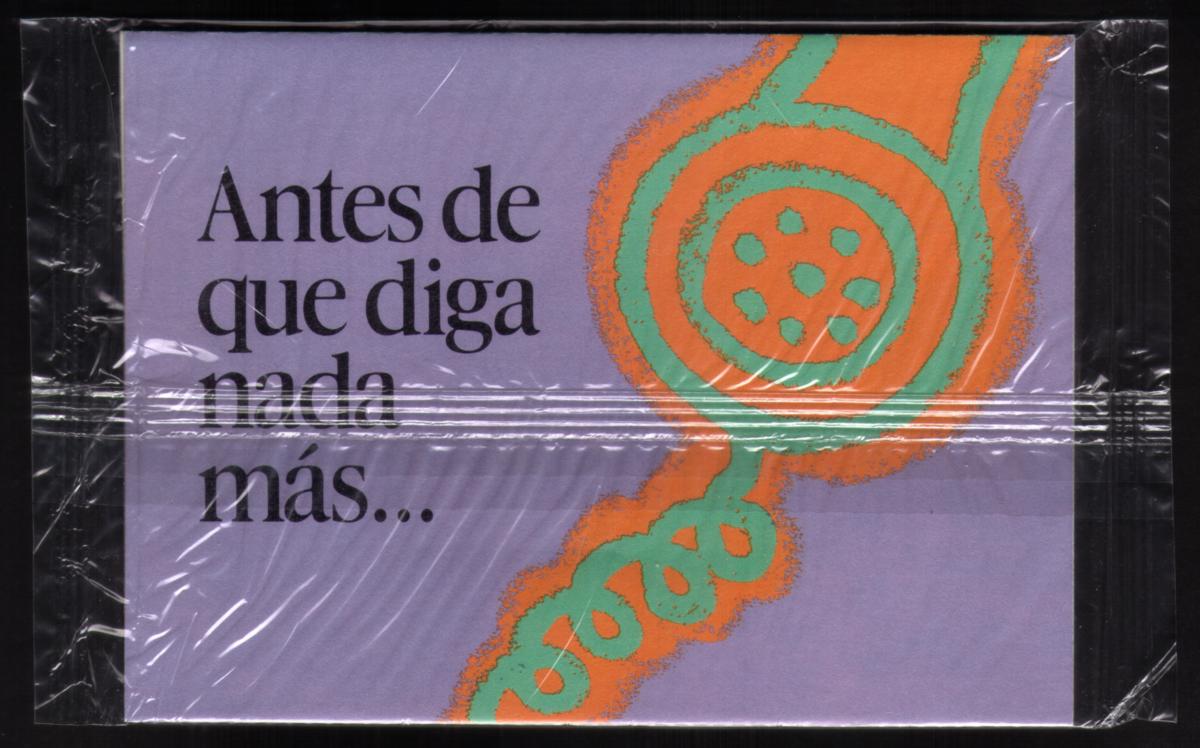 Antes de
que diga
nada
más...